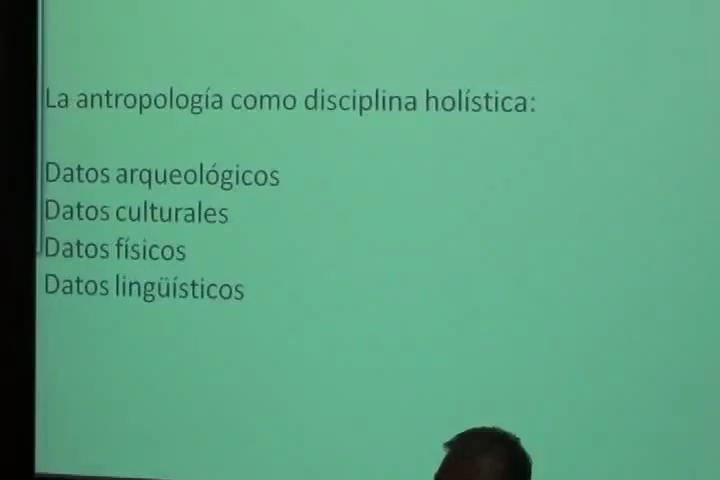 La antropología como disciplina holística:
Datos arqueológicos
Datos culturales
Datos físicos
Datos lingüísticos